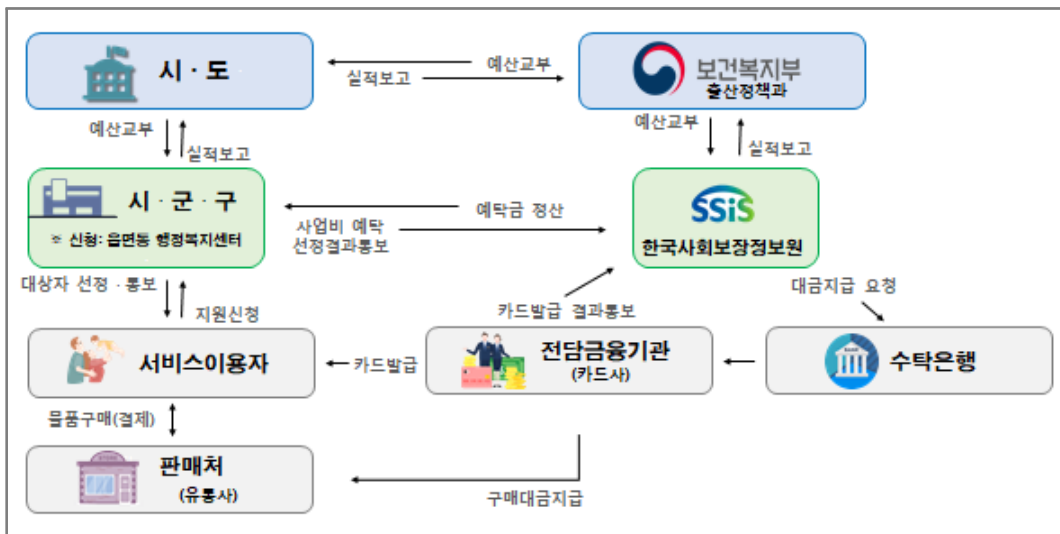 시 · 도
예산교부
실적보고
보건복지부
출산정책과
예산교부
실적보고
예산교부
실적보고
시 · 군 · 구
※ 신청: 읍면동 행정복지센터
예탁금 정산
사업비 예탁
선정결과통보
SSiS
한국사회보장정보원
대상자 선정 · 통보
지원신청
카드발급 결과통보
대금지급 요청
서비스이용자
카드발급
전담금융기관
(카드사)
수탁은행
물품구매(결제)
판매처
(유통사)
구매대금지급